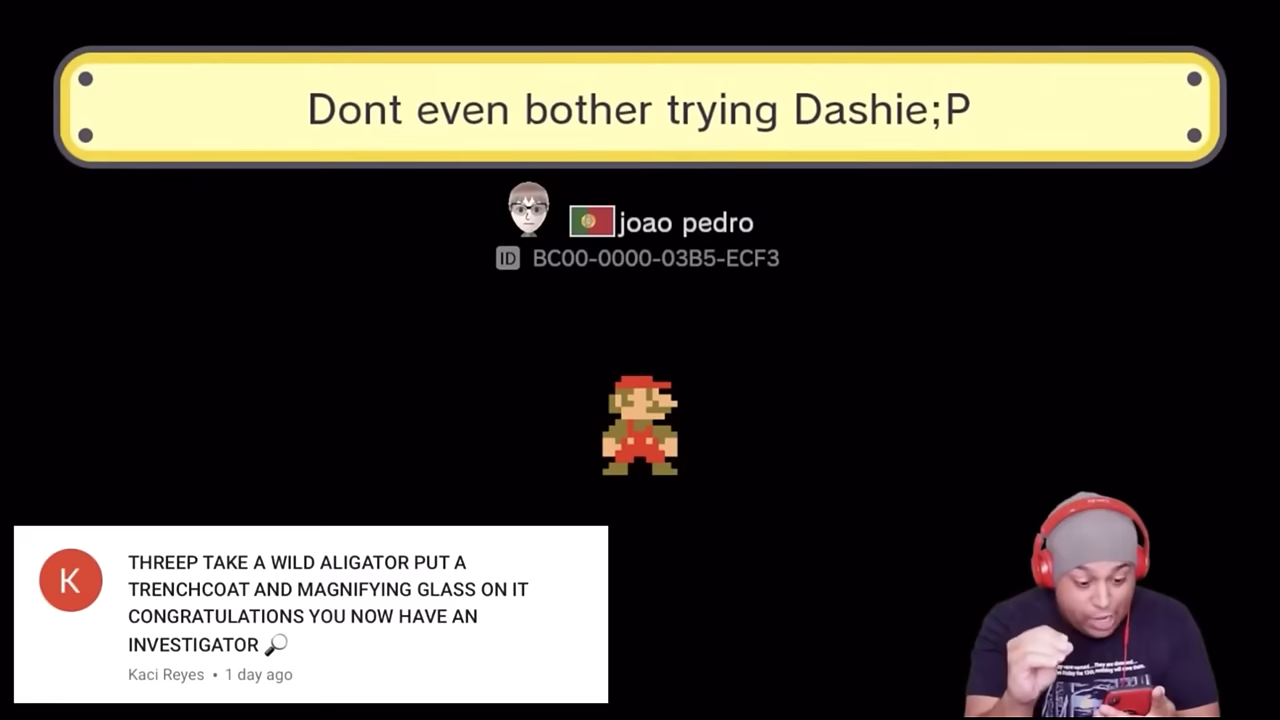 Dont even bother trying Dashie;P
joao pedro
ID BC00-0000-03B5-ECF3
K
THREEP TAKE A WILD ALIGATOR PUT A
TRENCHCOAT AND MAGNIFYING GLASS ON IT
CONGRATULATIONS YOU NOW HAVE AN
INVESTIGATOR 🔎
Kaci Reyes • 1 day ago